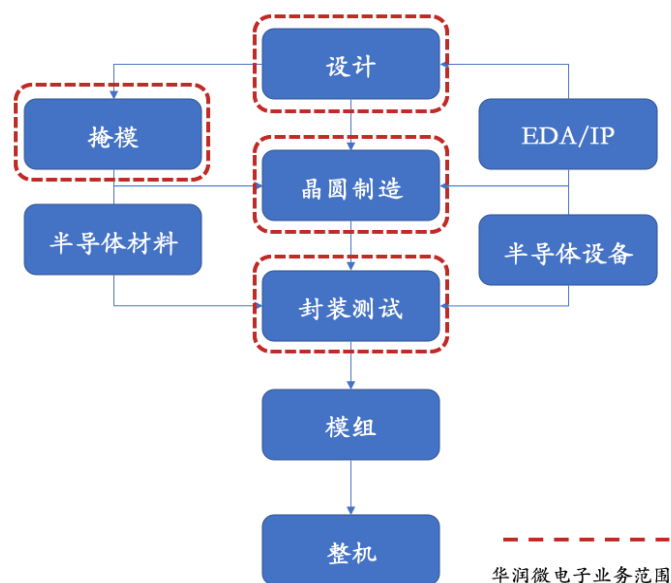 设计
掩模
EDA/IP
晶圆制造
半导体材料
半导体设备
封装测试
模组
整机
华润微电子业务范围